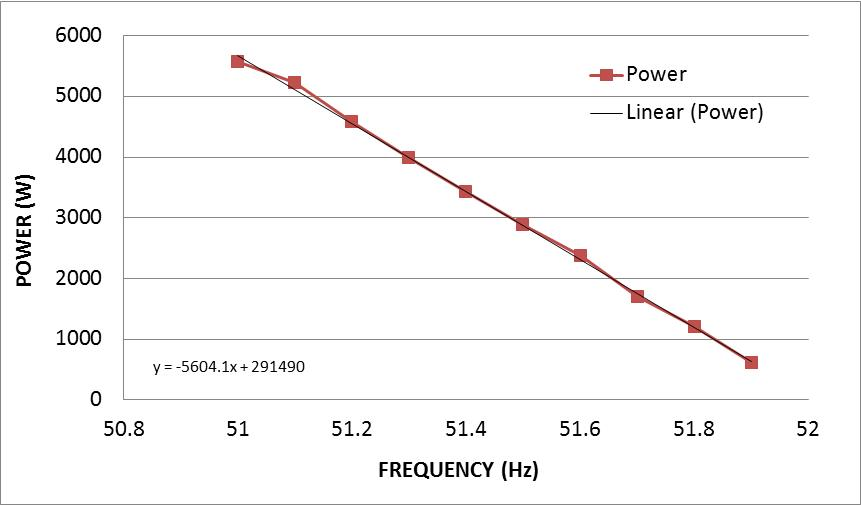 6000
5000
4000
3000
2000
1000
0
POWER (W)
Power
Linear (Power)
y = -5604.1x + 291490
50.8 51 51.2 51.4 51.6 51.8 52
FREQUENCY (Hz)